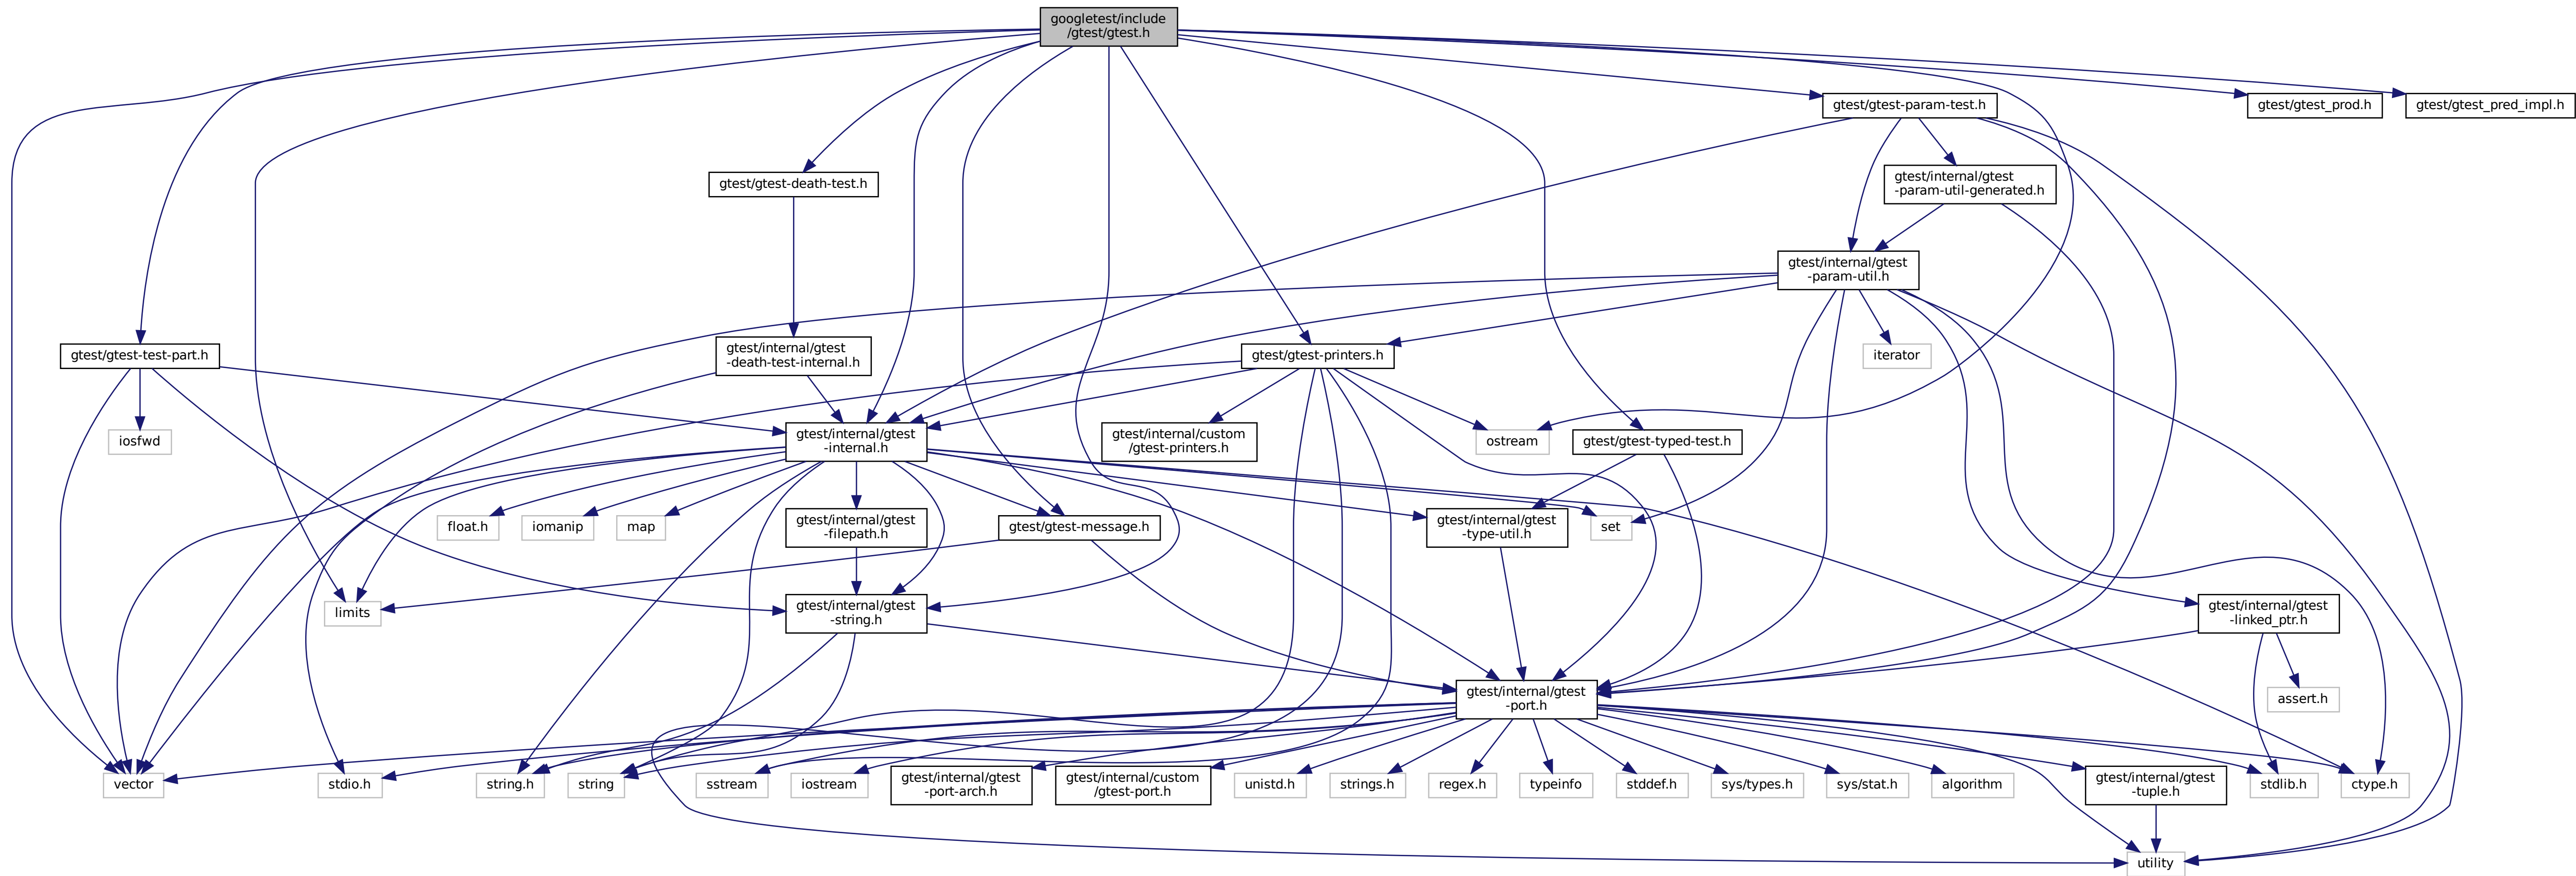 googletest/include
/gtest/gtest.h
gtest/gtest-param-test.h
gtest/gtest_prod.h
gtest/gtest_pred_impl.h
gtest/gtest-death-test.h
gtest/internal/gtest
-param-util-generated.h
gtest/internal/gtest
-param-util.h
gtest/gtest-test-part.h
gtest/internal/gtest
-death-test-internal.h
gtest/gtest-printers.h
iterator
iosfwd
gtest/internal/gtest
-internal.h
gtest/internal/custom
/gtest-printers.h
ostream
gtest/gtest-typed-test.h
float.h
iomanip
map
gtest/internal/gtest
-filepath.h
gtest/gtest-message.h
gtest/internal/gtest
-type-util.h
set
limits
gtest/internal/gtest
-string.h
gtest/internal/gtest
-linked_ptr.h
gtest/internal/gtest
-port.h
assert.h
vector
stdio.h
string.h
string
sstream
iostream
gtest/internal/gtest
-port-arch.h
gtest/internal/custom
/gtest-port.h
unistd.h
strings.h
regex.h
typeinfo
stddef.h
sys/types.h
sys/stat.h
algorithm
gtest/internal/gtest
-tuple.h
stdlib.h
ctype.h
utility